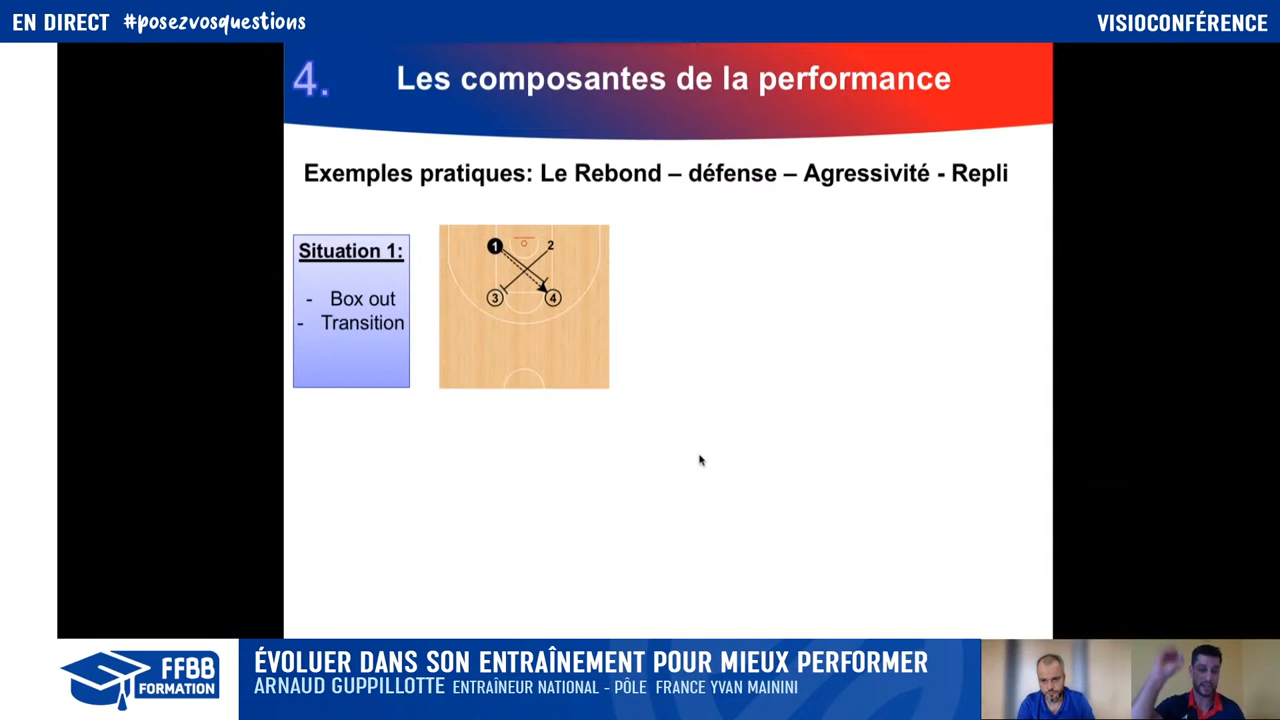 EN DIRECT #posezvosquestions
VISIOCONFÉRENCE
4. Les composantes de la performance
Exemples pratiques: Le Rebond – défense – Agressivité - Repli
Situation 1:
- Box out
- Transition
1 2
3 4
FFBB
FORMATION
ÉVOLUER DANS SON ENTRAÎNEMENT POUR MIEUX PERFORMER
ARNAUD GUPPILLOTTE ENTRAÎNEUR NATIONAL - PÔLE FRANCE YVAN MAININI